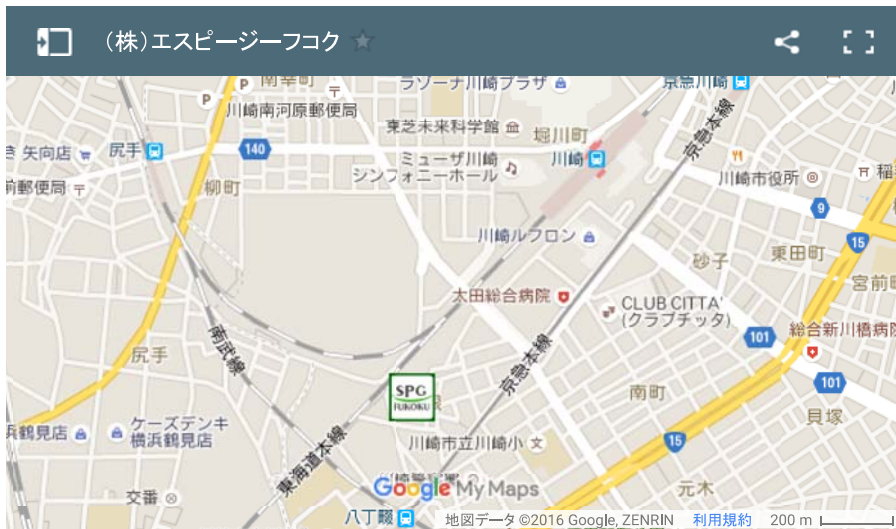 （株）エスピージーフコク
南幸町
ラゾーナ川崎プラザ
京急川崎
P
P
川崎南河原郵便局
東芝未来科学館
堀川町
京急本線
矢向店
尻手
140
ミューザ川崎
シンフォニーホール
川崎
川崎市役所
前郵便局
柳町
9
川崎ルフロン
15
東田町
砂子
宮前町
太田総合病院
CLUB CITTA'
(クラブチッタ)
101
総合新川橋病院
南武線
尻手
京急本線
101
SPG
FUKOKU
南町
貝塚
浜鶴見店
ケーズデンキ
横浜鶴見店
東海道本線
川崎市立川崎小
15
元木
交番
Google My Maps
八丁畷
地図データ ©2016 Google, ZENRIN
利用規約
200 m